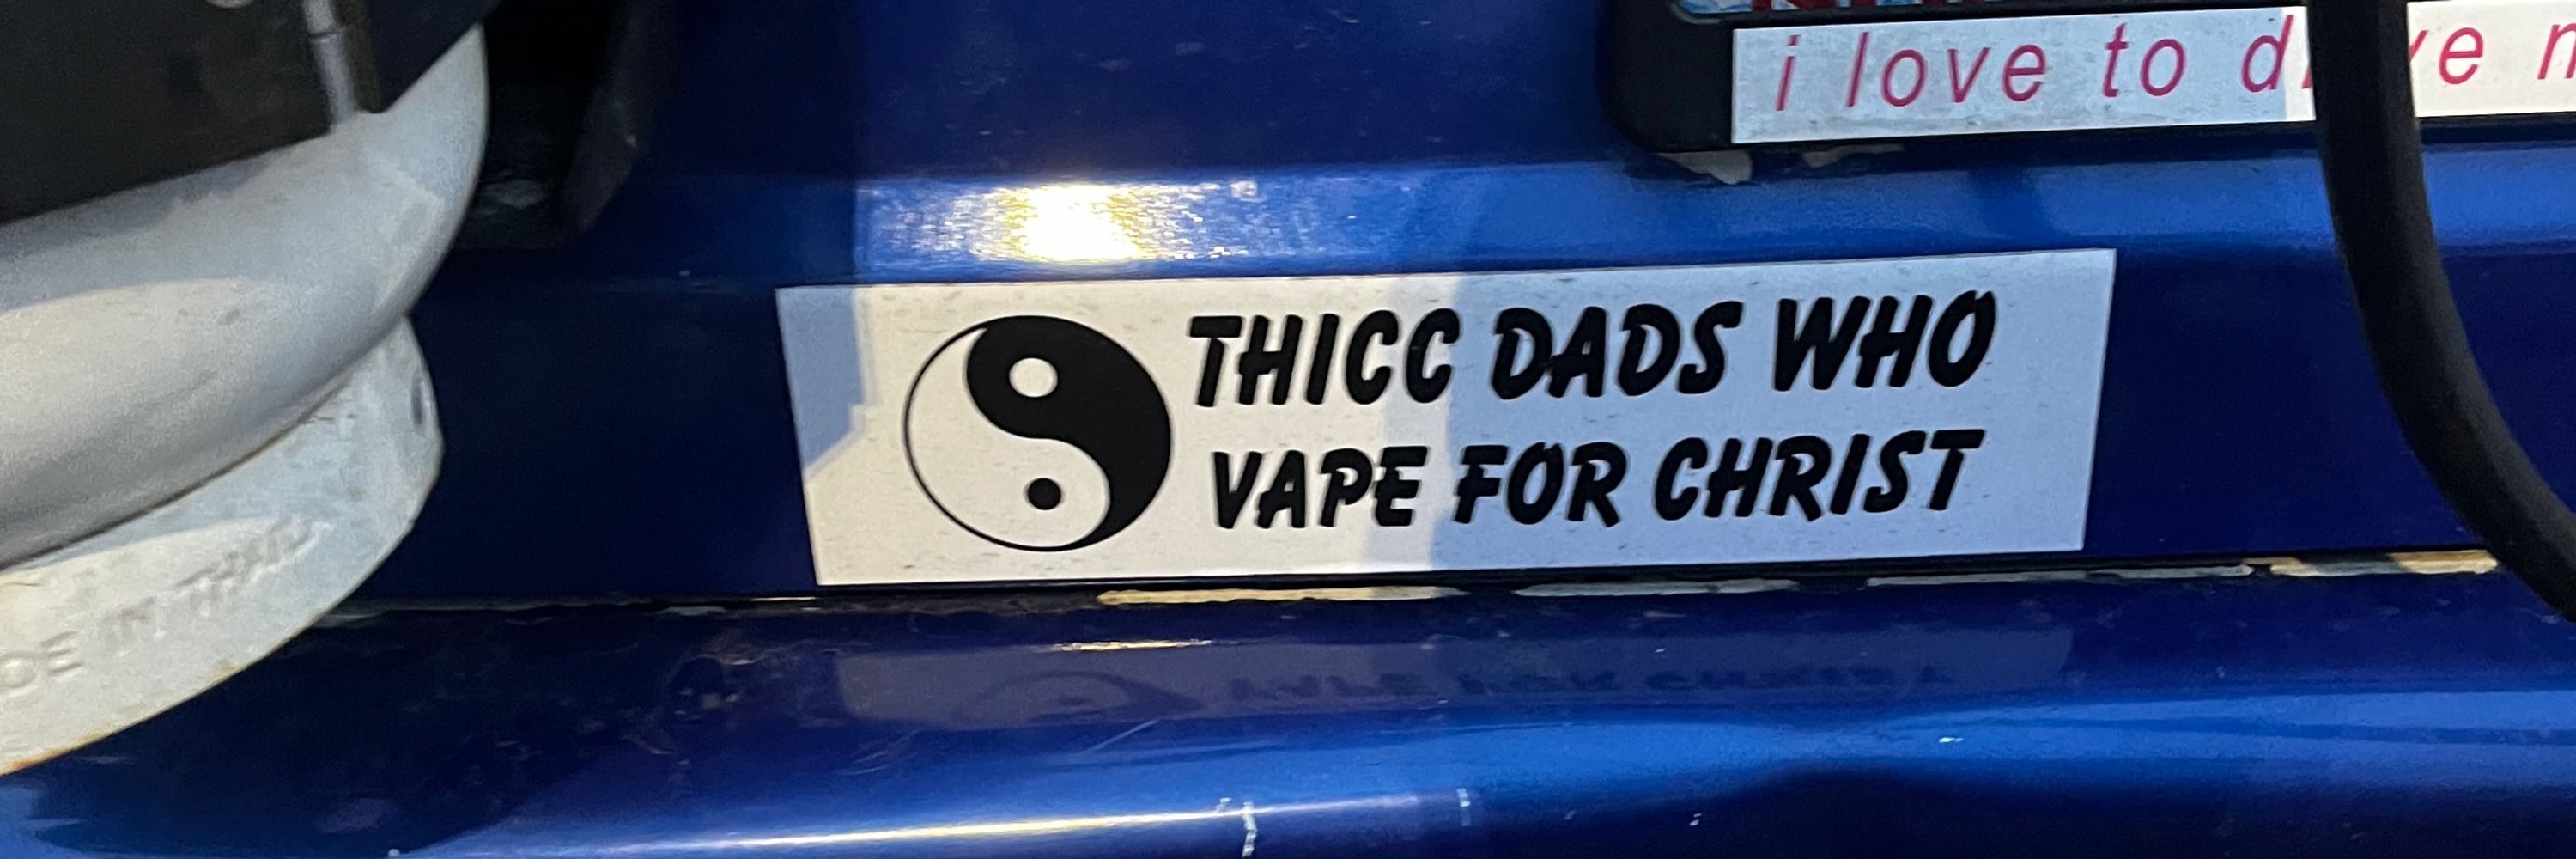 i love to
THICC DADS WHO
VAPE FOR CHRIST